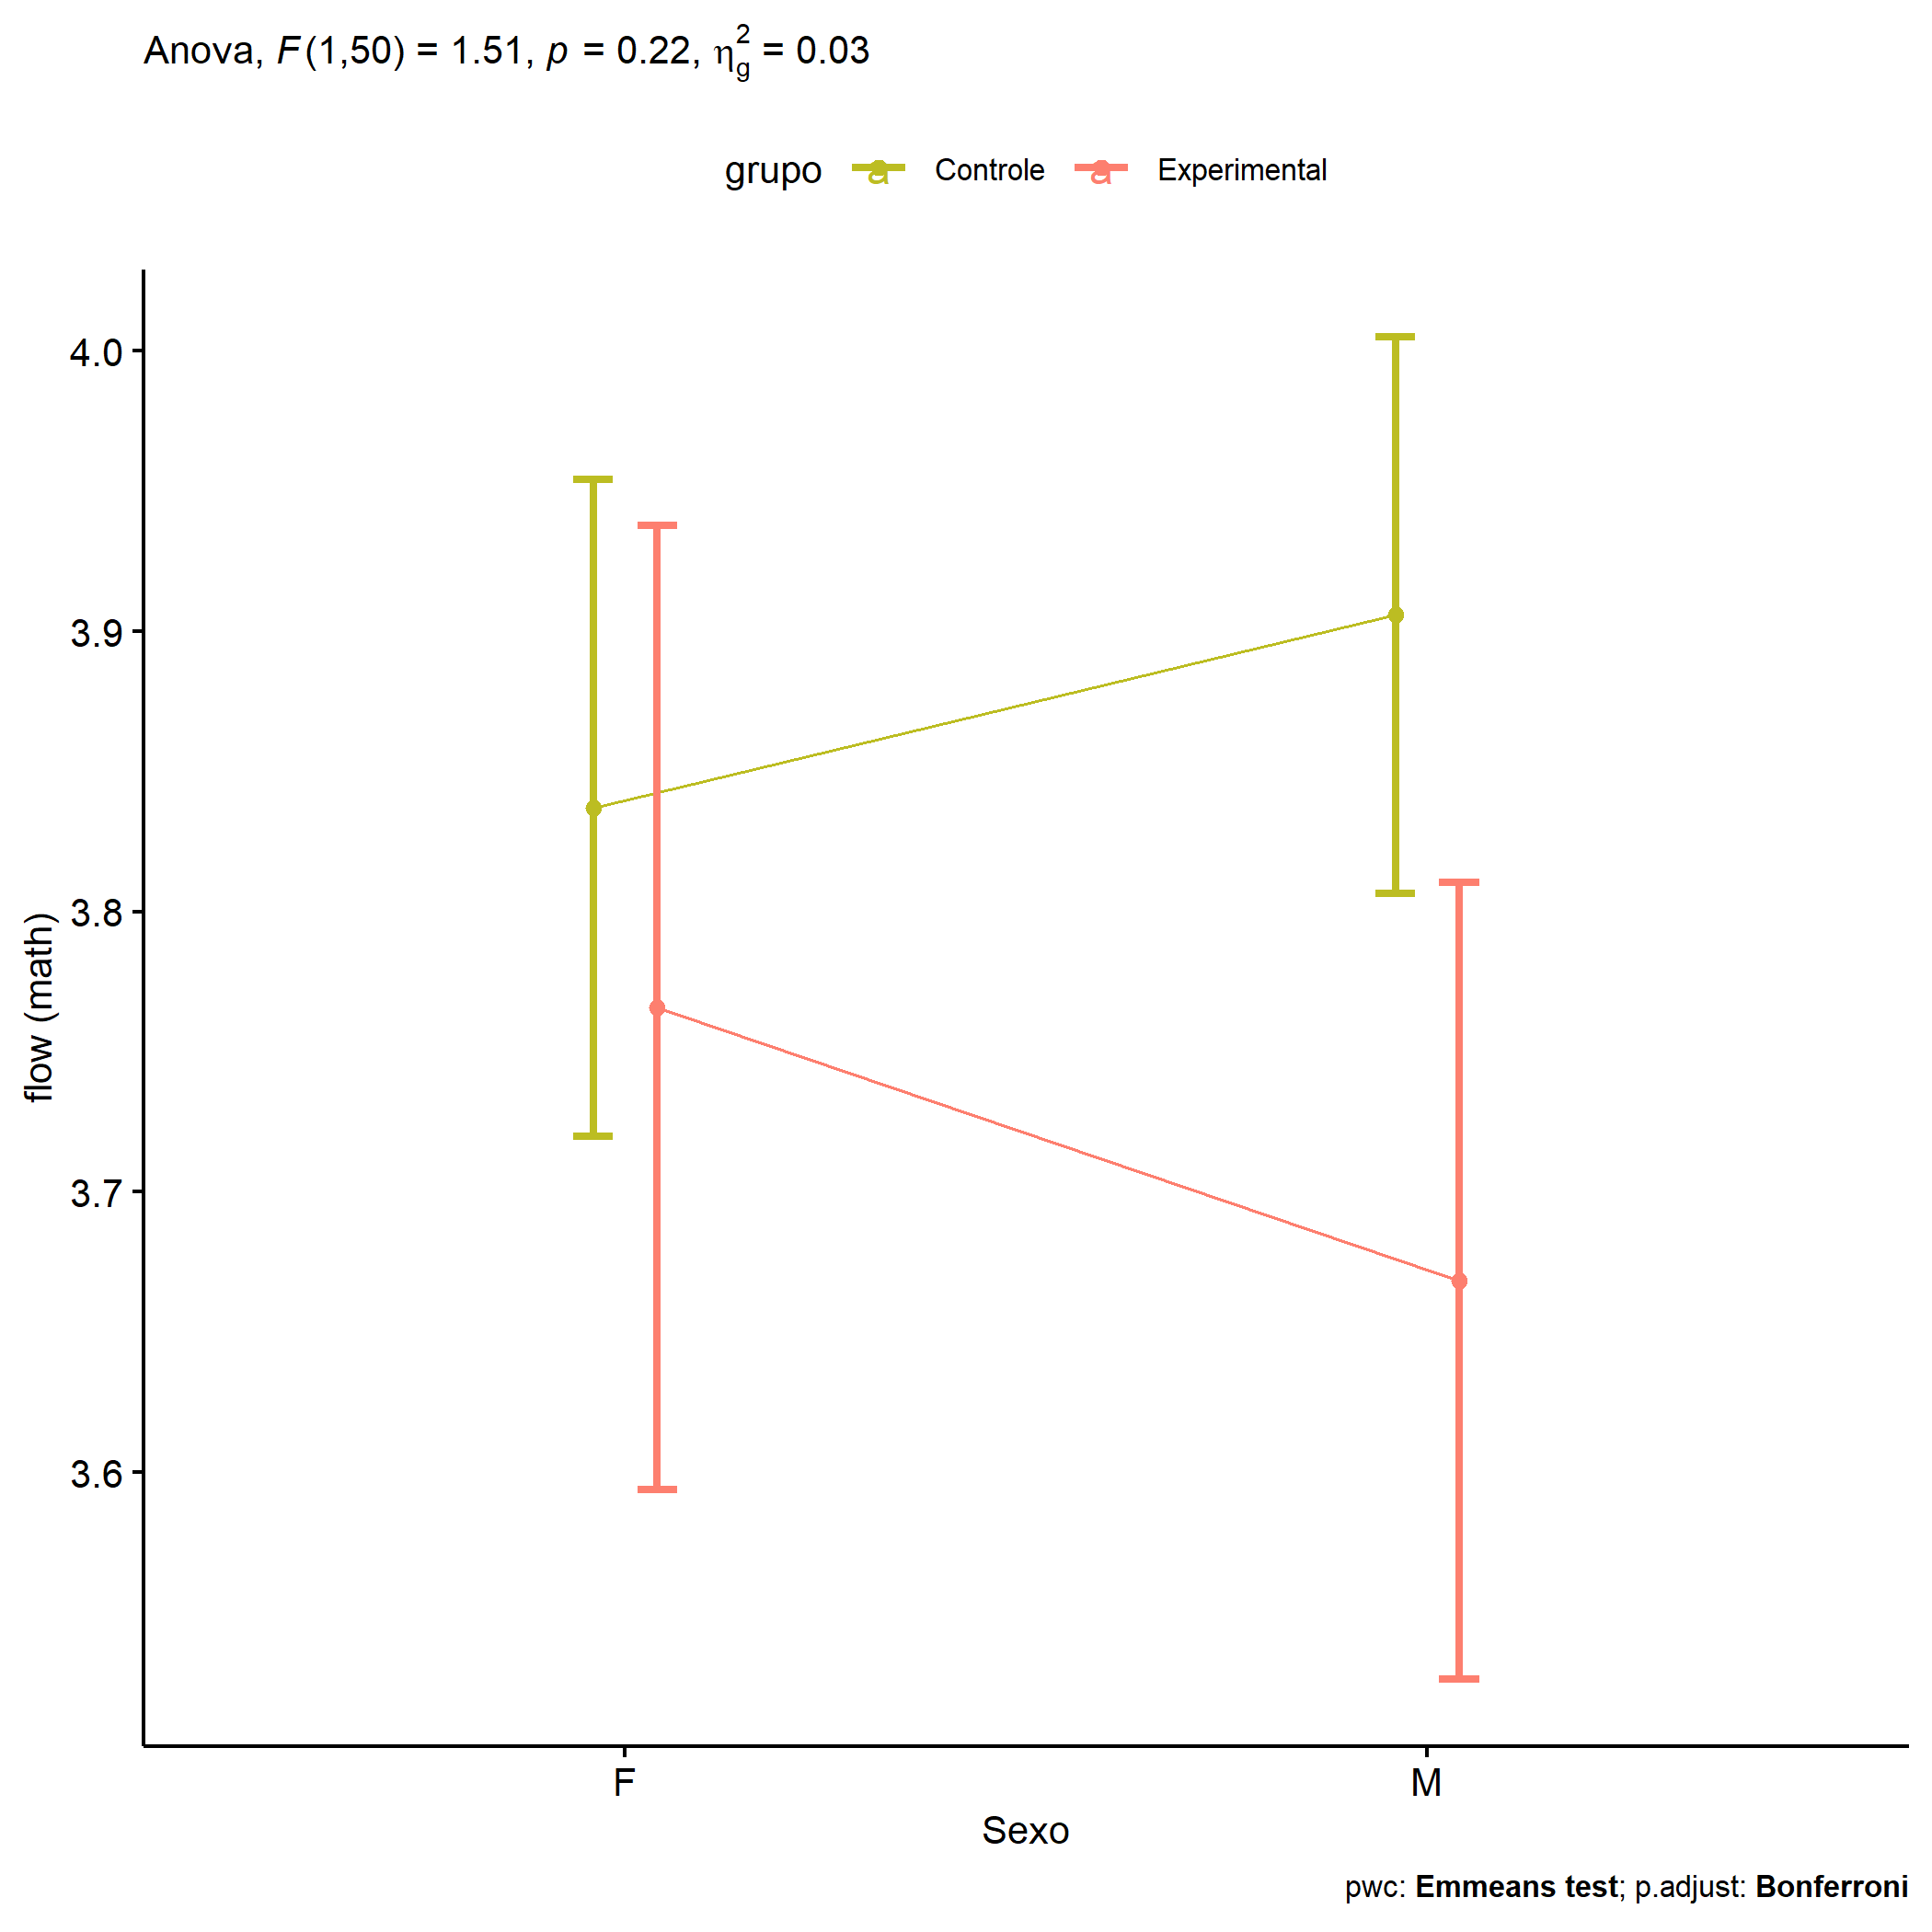 Anova, F(1,50) = 1.51, p = 0.22, η²g = 0.03
grupo a Controle a Experimental
4.0
3.9
3.8
3.7
3.6
flow (math)
F M
Sexo
pwc: Emmeans test; p.adjust: Bonferroni